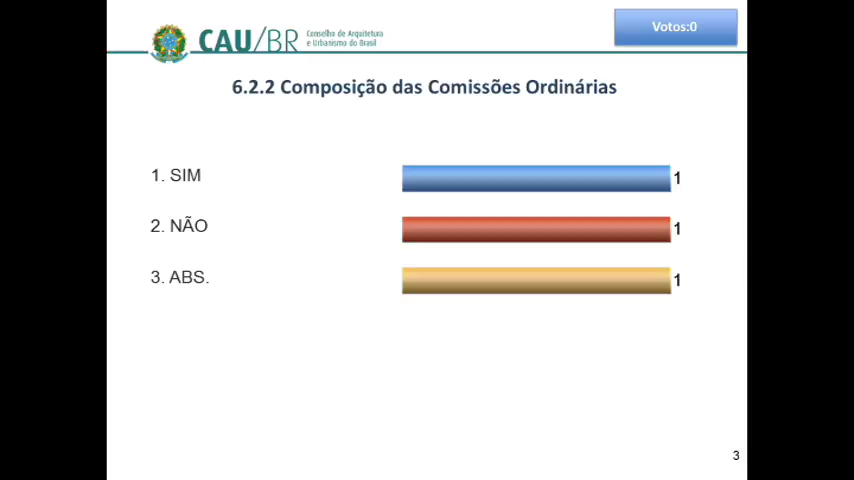 CAU/BR
Conselho de Arquitetura
e Urbanismo do Brasil
Votos:0
6.2.2 Composição das Comissões Ordinárias
1. SIM
1
2. NÃO
1
3. ABS.
1
3